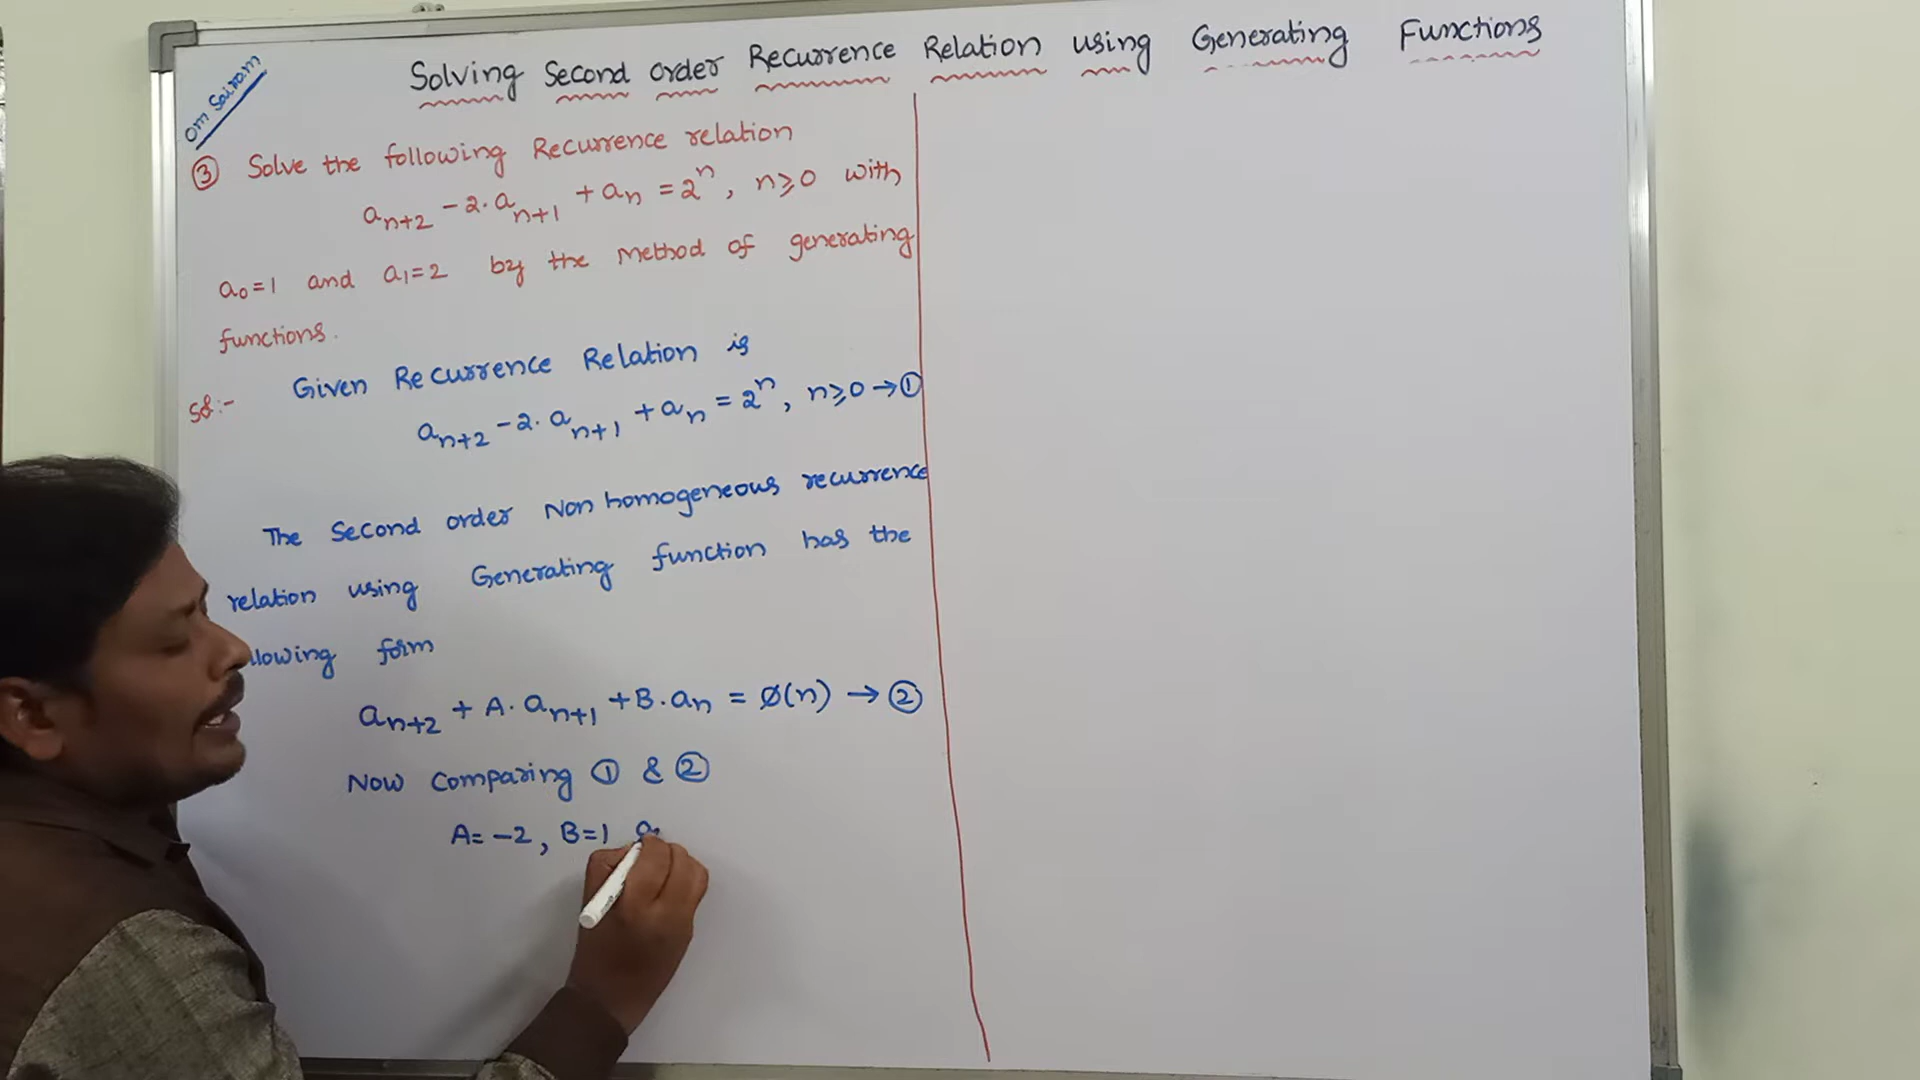 Solving Second order Recurrence Relation using Generating Functions
Om Sairam
③ Solve the following Recurrence relation
aₙ₊₂ - 2. aₙ₊₁ + aₙ = 2ⁿ, n≥0 with
a₀=1 and a₁=2 by the method of generating
functions.
Sol:- Given Recurrence Relation is
aₙ₊₂ - 2. aₙ₊₁ + aₙ = 2ⁿ, n≥0 → ①
The Second order Non homogeneous recurrence
relation using Generating function has the
llowing form
aₙ₊₂ + A. aₙ₊₁ + B. aₙ = Ø(n) → ②
Now Comparing ① & ②
A= -2, B=1